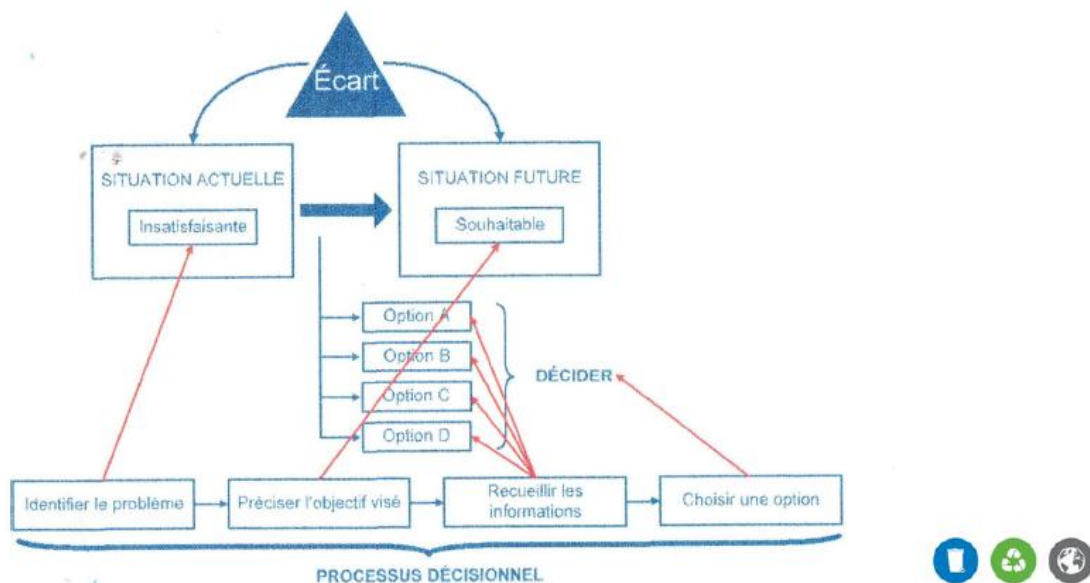 Écart
SITUATION ACTUELLE
Insatisfaisante
SITUATION FUTURE
Souhaitable
Option A
Option B
Option C
Option D
DÉCIDER
Identifier le problème
Préciser l'objectif visé
Recueillir les
informations
Choisir une option
PROCESSUS DÉCISIONNEL